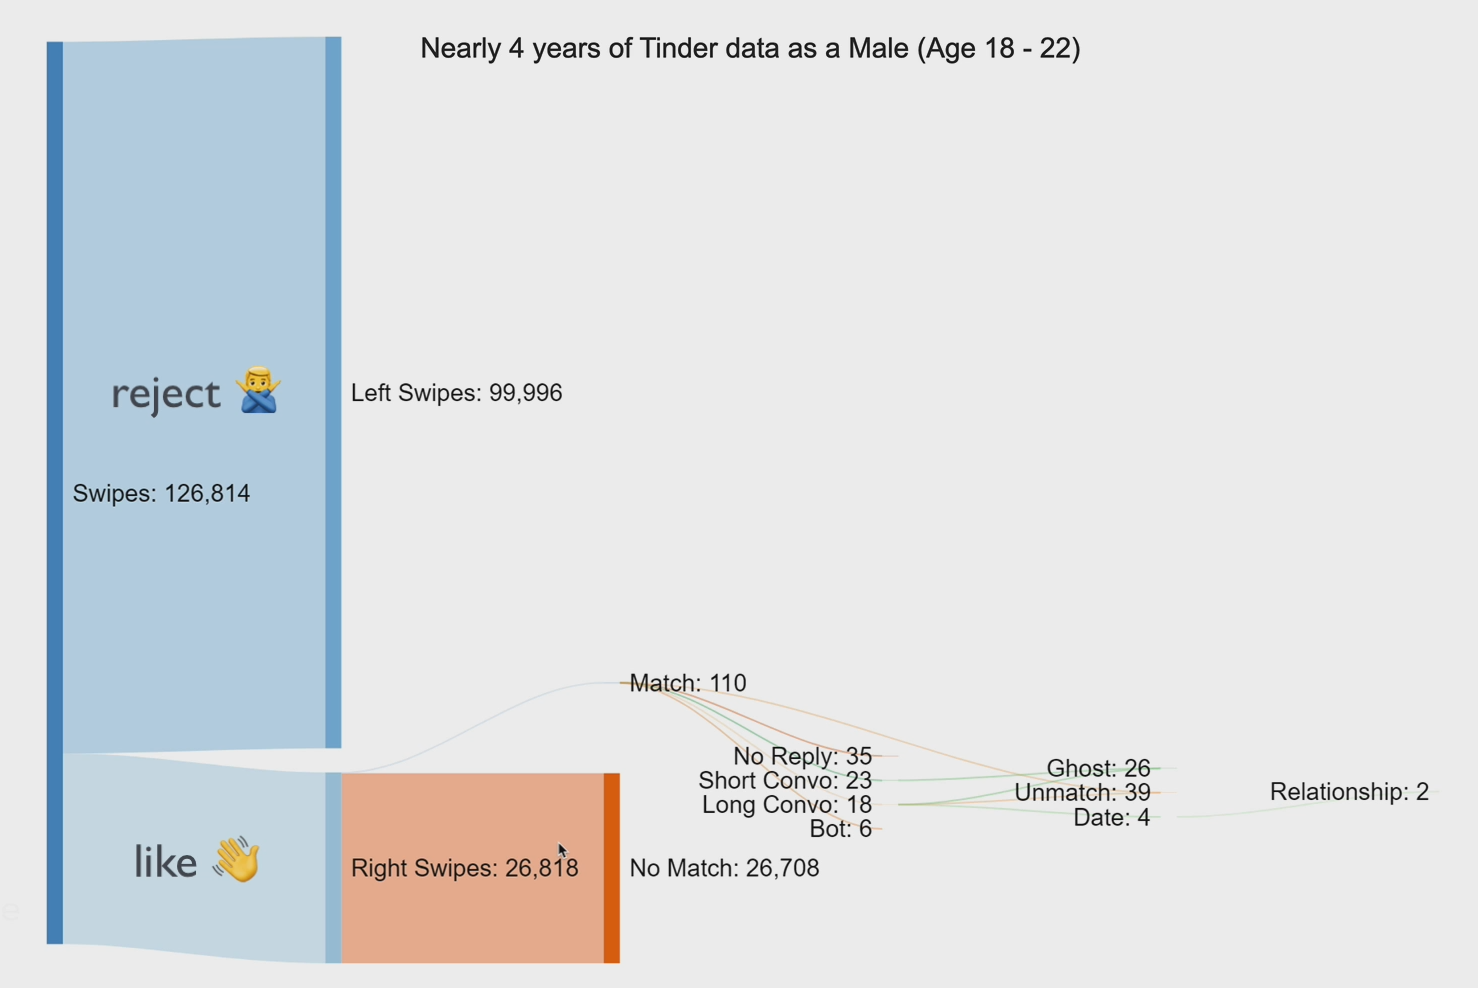 Nearly 4 years of Tinder data as a Male (Age 18 - 22)
reject
Left Swipes: 99,996
Swipes: 126,814
Match: 110
No Reply: 35
Short Convo: 23
Long Convo: 18
Bot: 6
Ghost: 26
Unmatch: 39
Date: 4
Relationship: 2
like
Right Swipes: 26,818
No Match: 26,708